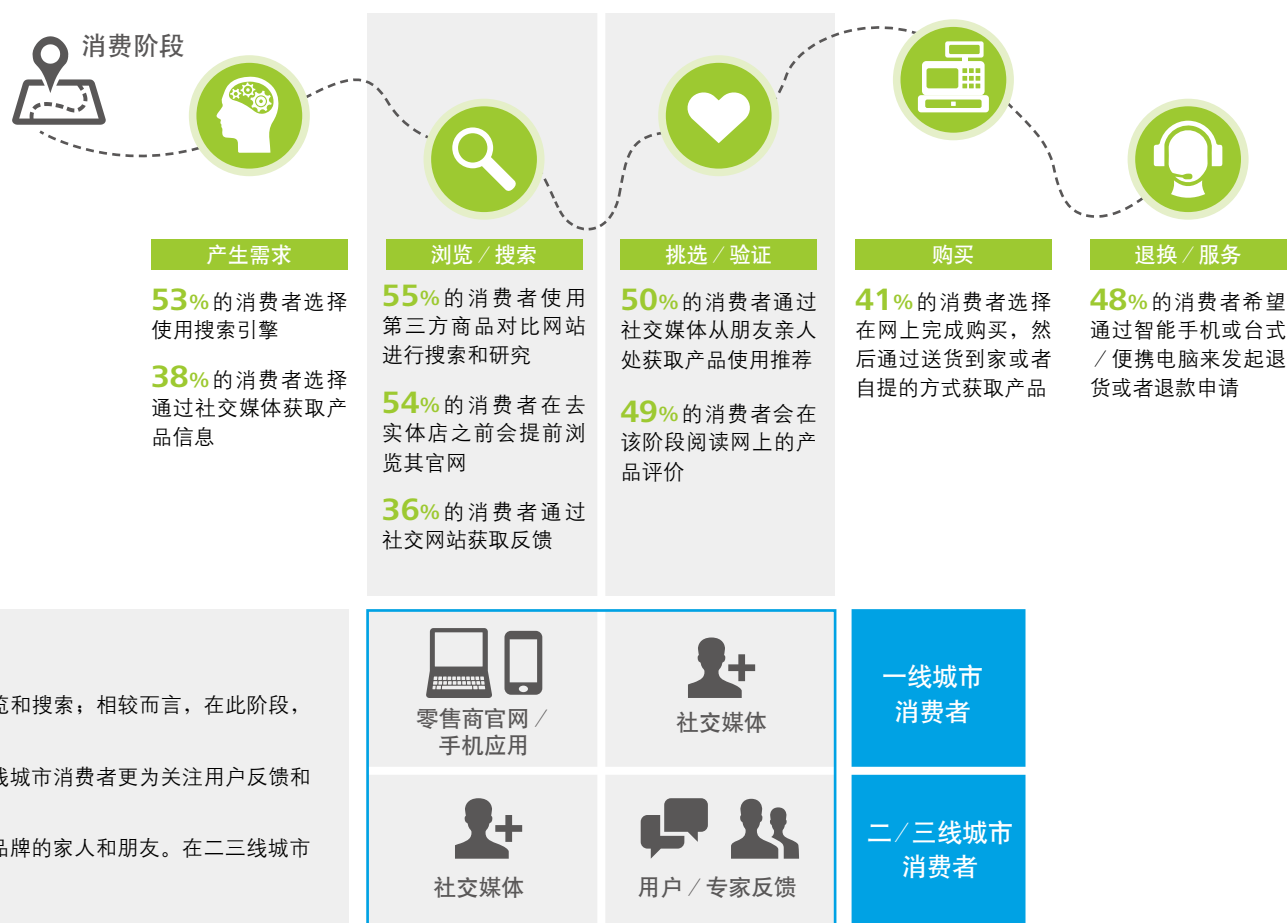 消费阶段
产生需求
53%的消费者选择
使用搜索引擎
38%的消费者选择
通过社交媒体获取产
品信息
浏览／搜索
55%的消费者使用
第三方商品对比网站
进行搜索和研究
54%的消费者在去
实体店之前会提前浏
览其官网
36%的消费者通过
社交网站获取反馈
挑选／验证
50%的消费者通过
社交媒体从朋友亲人
处获取产品使用推荐
49%的消费者会在
该阶段阅读网上的产
品评价
购买
41%的消费者选择
在网上完成购买，然
后通过送货到家或者
自提的方式获取产品
退换／服务
48%的消费者希望
通过智能手机或台式
／便携电脑来发起退
货或者退款申请
览和搜索；相较而言，在此阶段，
线城市消费者更为关注用户反馈和
品牌的家人和朋友。在二三线城市
零售商官网／
手机应用
社交媒体
一线城市
消费者
社交媒体
用户／专家反馈
二／三线城市
消费者